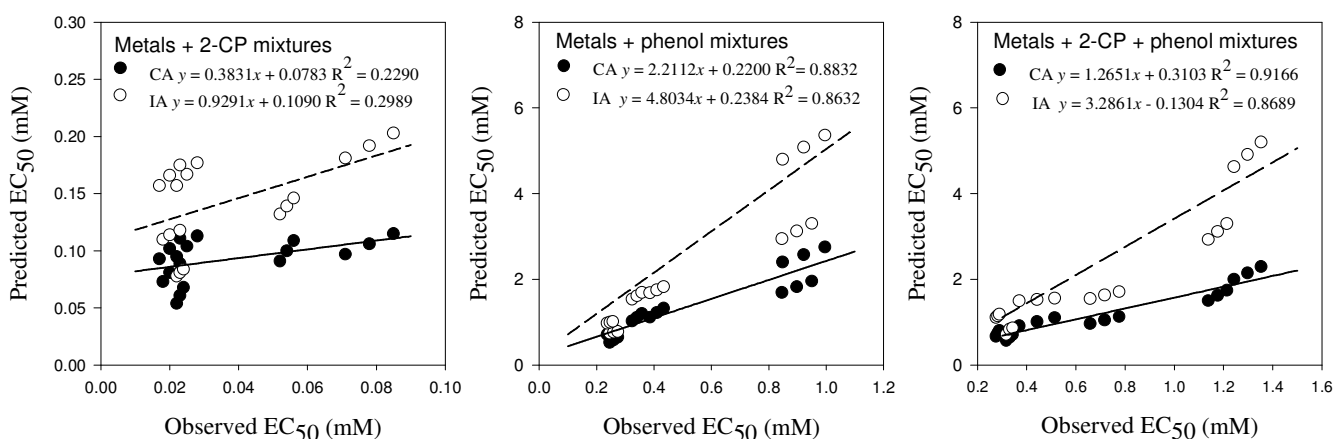 Metals + 2-CP mixtures
CA y = 0.3831x + 0.0783 R² = 0.2290
IA y = 0.9291x + 0.1090 R² = 0.2989
Predicted EC50 (mM)
0.30
0.25
0.20
0.15
0.10
0.05
0.00
0.00 0.02 0.04 0.06 0.08 0.10
Observed EC50 (mM)
Metals + phenol mixtures
CA y = 2.2112x + 0.2200 R²= 0.8832
IA y = 4.8034x + 0.2384 R² = 0.8632
Predicted EC50 (mM)
8
6
4
2
0
0.0 0.2 0.4 0.6 0.8 1.0 1.2
Observed EC50 (mM)
Metals + 2-CP + phenol mixtures
CA y = 1.2651x + 0.3103 R² = 0.9166
IA y = 3.2861x - 0.1304 R² = 0.8689
Predicted EC50 (mM)
8
6
4
2
0
0.2 0.4 0.6 0.8 1.0 1.2 1.4 1.6
Observed EC50 (mM)